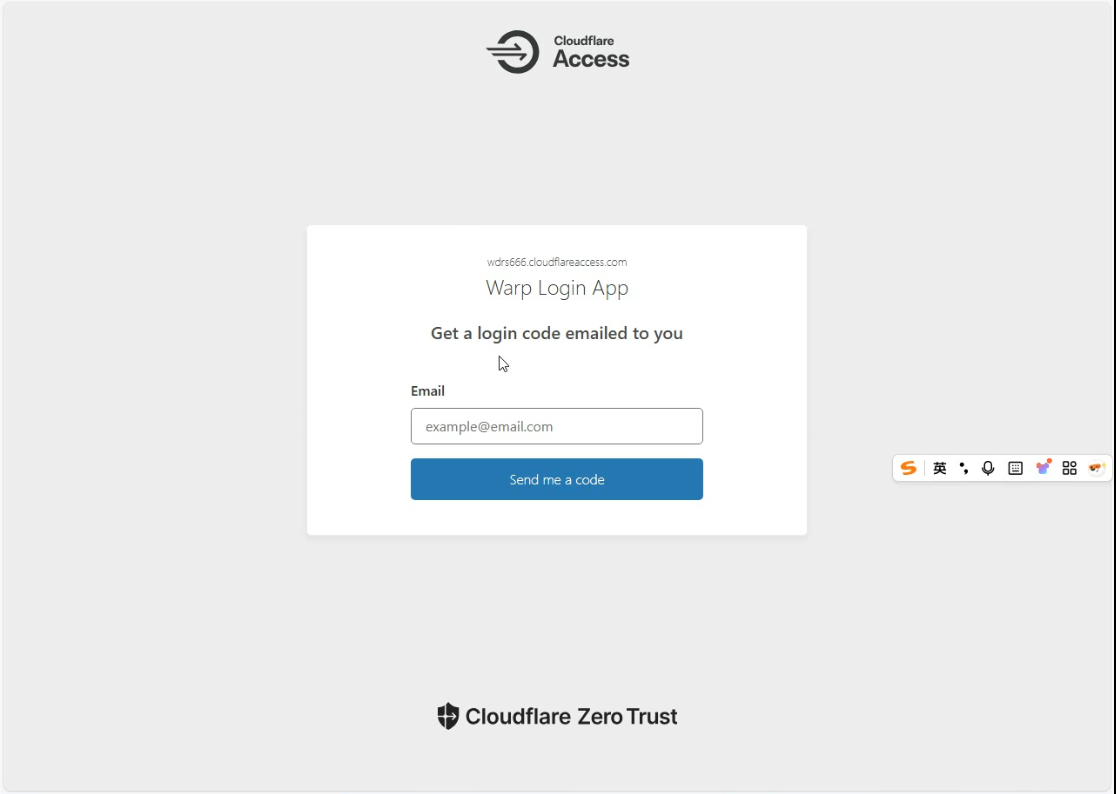 Cloudflare
Access
wdrs666.cloudflareaccess.com
Warp Login App
Get a login code emailed to you
Email
example@email.com
Send me a code
S 英
Cloudflare Zero Trust